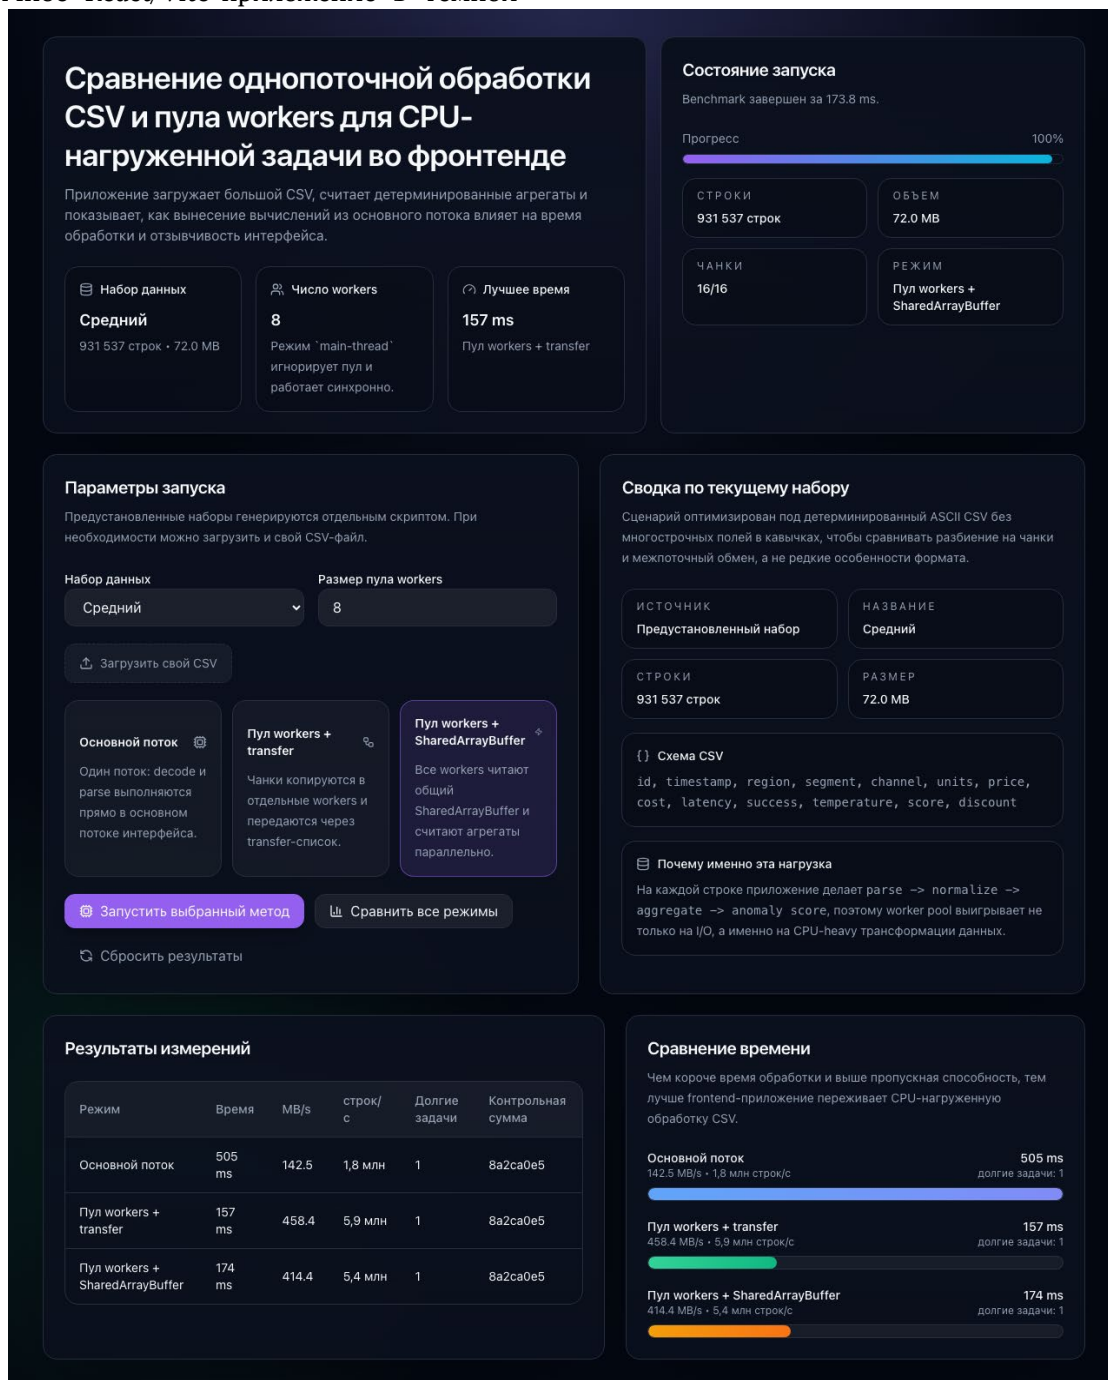 Сравнение однопоточной обработки
CSV и пула workers для CPU-
нагруженной задачи во фронтенде
Приложение загружает большой CSV, считает детерминированные агрегаты и
показывает, как вынесение вычислений из основного потока влияет на время
обработки и отзывчивость интерфейса.
Набор данных
Средний
931 537 строк • 72.0 MB
Число workers
8
Режим `main-thread`
игнорирует пул и
работает синхронно.
Лучшее время
157 ms
Пул workers + transfer
Состояние запуска
Benchmark завершен за 173.8 ms.
Прогресс 100%
СТРОКИ
931 537 строк
ОБЪЕМ
72.0 MB
ЧАНКИ
16/16
РЕЖИМ
Пул workers +
SharedArrayBuffer
Параметры запуска
Предустановленные наборы генерируются отдельным скриптом. При
необходимости можно загрузить и свой CSV-файл.
Набор данных
Средний
Размер пула workers
8
Загрузить свой CSV
Основной поток
Один поток: decode и
parse выполняются
прямо в основном
потоке интерфейса.
Пул workers +
transfer
Чанки копируются в
отдельные workers и
передаются через
transfer-список.
Пул workers +
SharedArrayBuffer
Все workers читают
общий
SharedArrayBuffer и
считают агрегаты
параллельно.
Запустить выбранный метод
Сравнить все режимы
Сбросить результаты
Сводка по текущему набору
Сценарий оптимизирован под детерминированный ASCII CSV без
многострочных полей в кавычках, чтобы сравнивать разбиение на чанки
и межпоточный обмен, а не редкие особенности формата.
ИСТОЧНИК
Предустановленный набор
НАЗВАНИЕ
Средний
СТРОКИ
931 537 строк
РАЗМЕР
72.0 MB
Схема CSV
id, timestamp, region, segment, channel, units, price,
cost, latency, success, temperature, score, discount
Почему именно эта нагрузка
На каждой строке приложение делает parse —> normalize —>
aggregate —> anomaly score, поэтому worker pool выигрывает не
только на I/O, а именно на CPU-heavy трансформации данных.
Результаты измерений
Режим Время MB/s строк/с Долгие задачи Контрольная сумма
Основной поток 505 ms 142.5 1,8 млн 1 8a2ca0e5
Пул workers + transfer 157 ms 458.4 5,9 млн 1 8a2ca0e5
Пул workers + SharedArrayBuffer 174 ms 414.4 5,4 млн 1 8a2ca0e5
Сравнение времени
Чем короче время обработки и выше пропускная способность, тем
лучше frontend-приложение переживает CPU-нагруженную
обработку CSV.
Основной поток 505 ms
142.5 MB/s • 1,8 млн строк/с долгие задачи: 1
Пул workers + transfer 157 ms
458.4 MB/s • 5,9 млн строк/с долгие задачи: 1
Пул workers + SharedArrayBuffer 174 ms
414.4 MB/s • 5,4 млн строк/с долгие задачи: 1